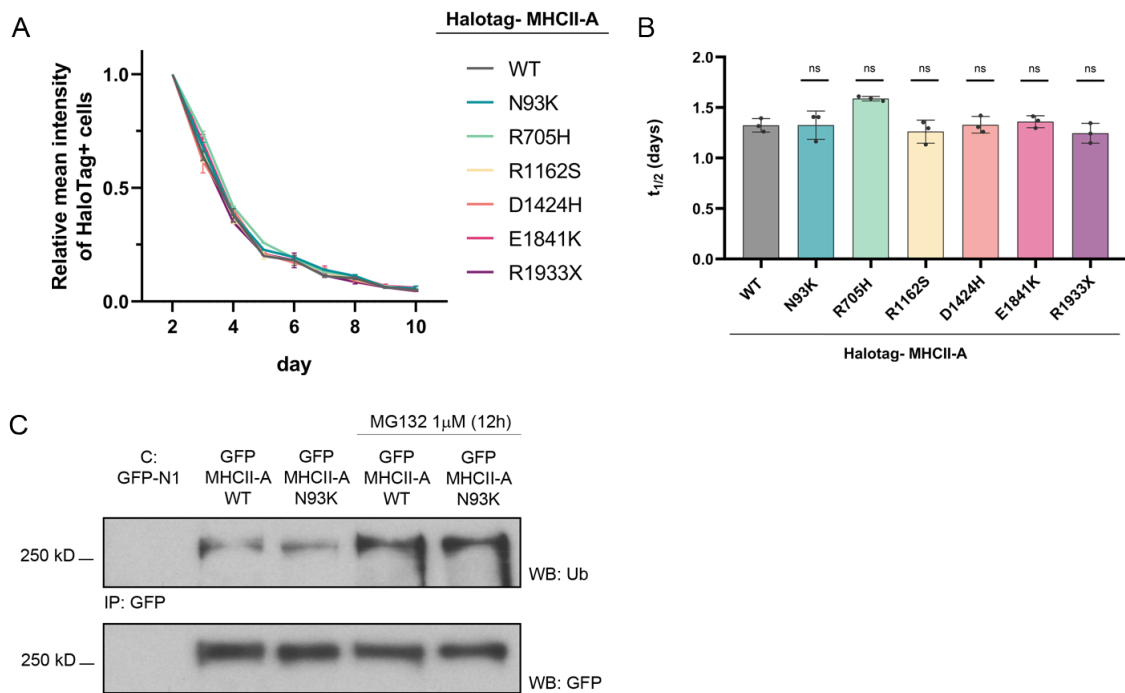 A
Halotag- MHCII-A
Relative mean intensity
of HaloTag+ cells
1.0
0.5
0.0
2
4
6
8
10
day
WT
N93K
R705H
R1162S
D1424H
E1841K
R1933X
B
t1/2 (days)
2.0
1.5
1.0
0.5
0.0
ns
ns
ns
ns
ns
ns
WT
N93K
R705H
R1162S
D1424H
E1841K
R1933X
Halotag- MHCII-A
C
MG132 1µM (12h)
C:
GFP-N1
GFP
MHCII-A
WT
GFP
MHCII-A
N93K
GFP
MHCII-A
WT
GFP
MHCII-A
N93K
250 kD
WB: Ub
IP: GFP
250 kD
WB: GFP